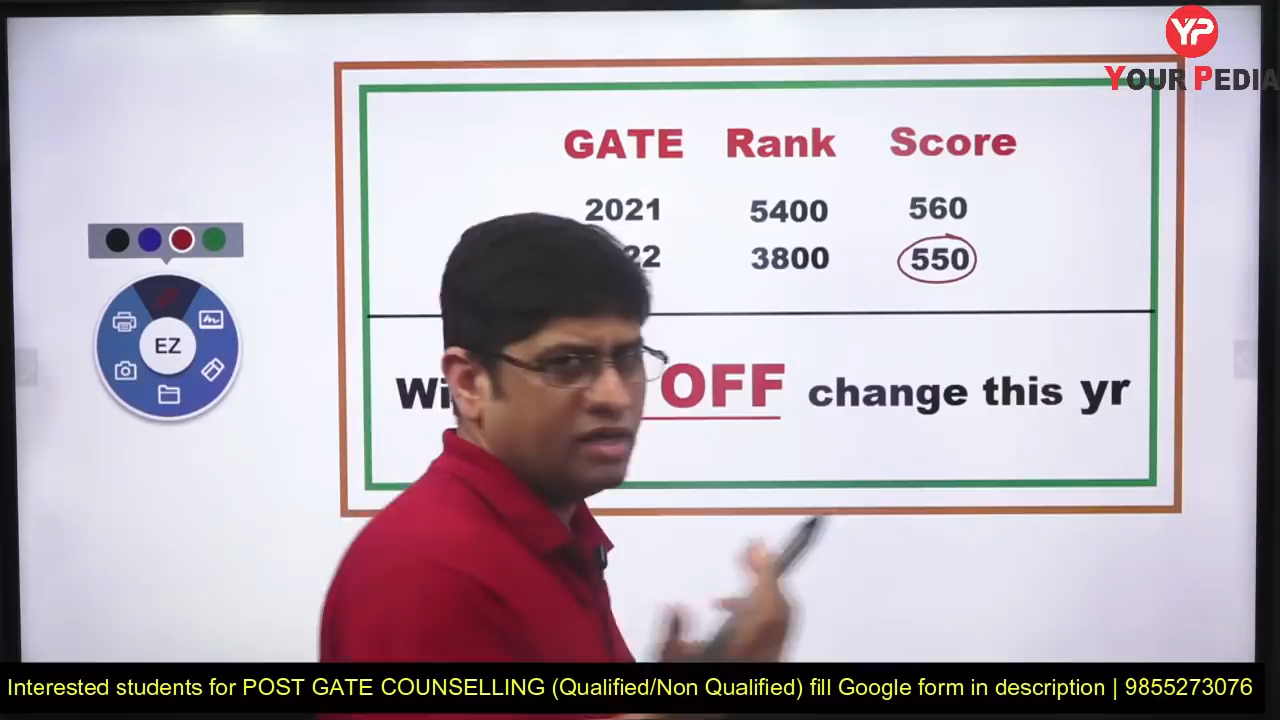 YP
YOUR PEDIA
GATE Rank Score
2021 5400 560
22 3800 550
EZ
Wi OFF change this yr
Interested students for POST GATE COUNSELLING (Qualified/Non Qualified) fill Google form in description | 9855273076